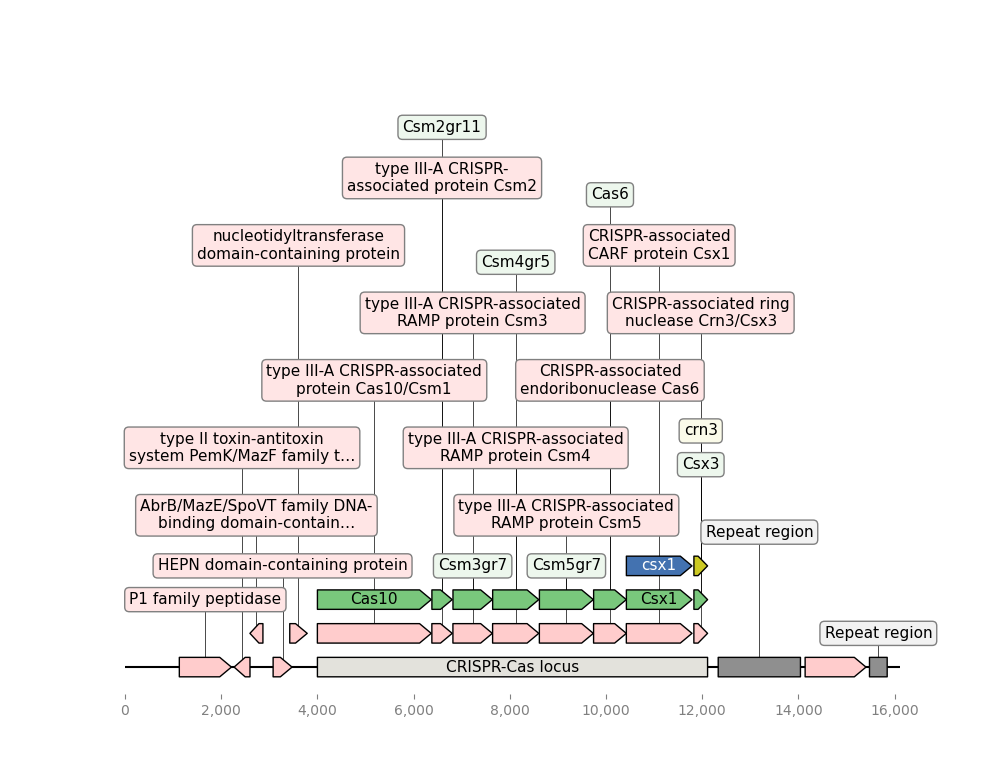 Csm2gr11
type III-A CRISPR-
associated protein Csm2
Cas6
nucleotidyltransferase
domain-containing protein
CRISPR-associated
CARF protein Csx1
Csm4gr5
type III-A CRISPR-associated
RAMP protein Csm3
CRISPR-associated ring
nuclease Crn3/Csx3
type III-A CRISPR-associated
protein Cas10/Csm1
CRISPR-associated
endoribonuclease Cas6
crn3
type II toxin-antitoxin
system PemK/MazF family t…
type III-A CRISPR-associated
RAMP protein Csm4
Csx3
AbrB/MazE/SpoVT family DNA-
binding domain-contain…
type III-A CRISPR-associated
RAMP protein Csm5
Repeat region
HEPN domain-containing protein
Csm3gr7
Csm5gr7
csx1
P1 family peptidase
Cas10
Csx1
Repeat region
CRISPR-Cas locus
0 2,000 4,000 6,000 8,000 10,000 12,000 14,000 16,000